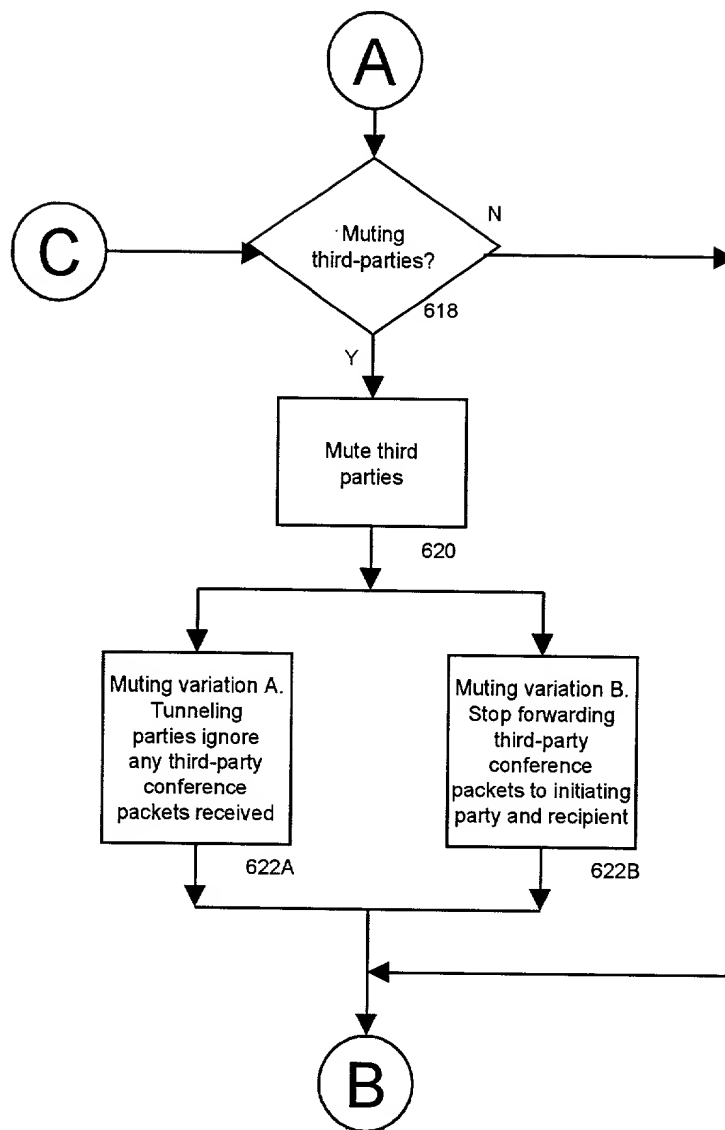 A
N
C
Muting
third-parties?
618
Y
Mute third
parties
620
Muting variation A.
Tunneling
parties ignore
any third-party
conference
packets received
622A
Muting variation B.
Stop forwarding
third-party
conference
packets to initiating
party and recipient
622B
B